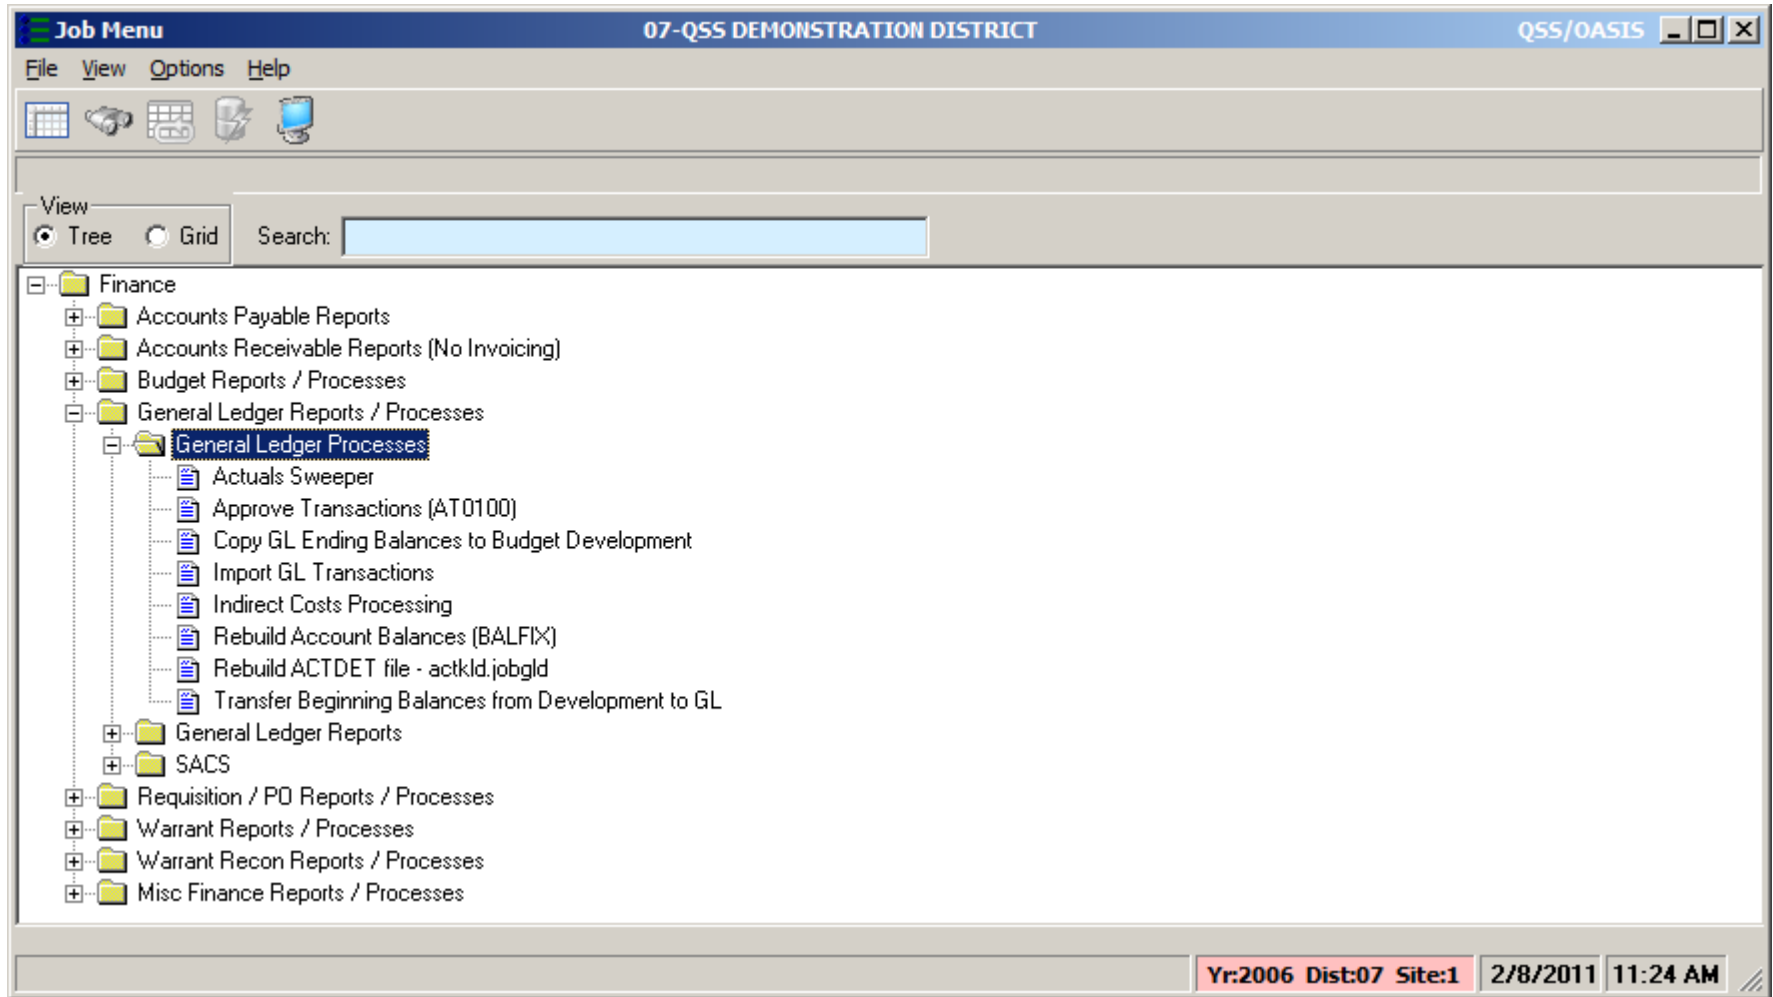 Job Menu 07-QSS DEMONSTRATION DISTRICT QSS/OASIS
File View Options Help
View
Tree Grid Search:
Finance
Accounts Payable Reports
Accounts Receivable Reports (No Invoicing)
Budget Reports / Processes
General Ledger Reports / Processes
General Ledger Processes
Actuals Sweeper
Approve Transactions (AT0100)
Copy GL Ending Balances to Budget Development
Import GL Transactions
Indirect Costs Processing
Rebuild Account Balances (BALFIX)
Rebuild ACTDET file - actkld.jobgld
Transfer Beginning Balances from Development to GL
General Ledger Reports
SACS
Requisition / PO Reports / Processes
Warrant Reports / Processes
Warrant Recon Reports / Processes
Misc Finance Reports / Processes
Yr:2006 Dist:07 Site:1 2/8/2011 11:24 AM